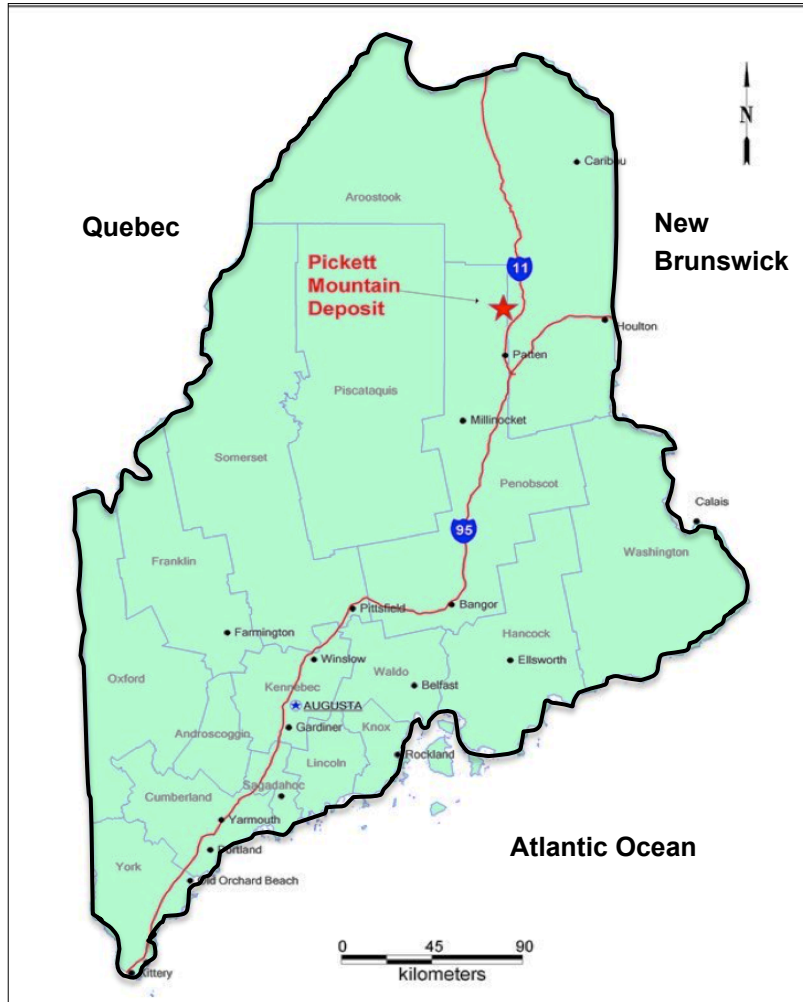 N
Caribou
Aroostook
Quebec
New
Brunswick
Pickett
Mountain
Deposit
11
Houlton
Patten
Piscataquis
Millinocket
Somerset
Penobscot
Calais
95
Washington
Franklin
Pittsfield
Bangor
Farmington
Hancock
Winslow
Waldo
Ellsworth
Oxford
Kennebec
Belfast
AUGUSTA
Androscoggio
Gardiner
Knox
Lincoln
Rockland
Sagadahoc
Cumberland
Yarmouth
Atlantic Ocean
Portland
York
Old Orchard Beach
0 45 90
kilometers
Kittery